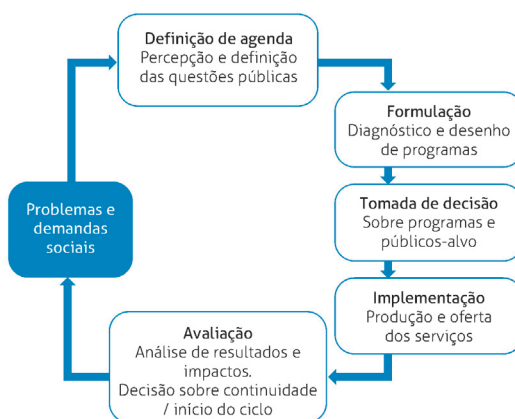 Definição de agenda
Percepção e definição
das questões públicas
Formulação
Diagnóstico e desenho
de programas
Tomada de decisão
Sobre programas e
públicos-alvo
Implementação
Produção e oferta
dos serviços
Avaliação
Análise de resultados e
impactos.
Decisão sobre continuidade
/ início do ciclo
Problemas e
demandas
sociais